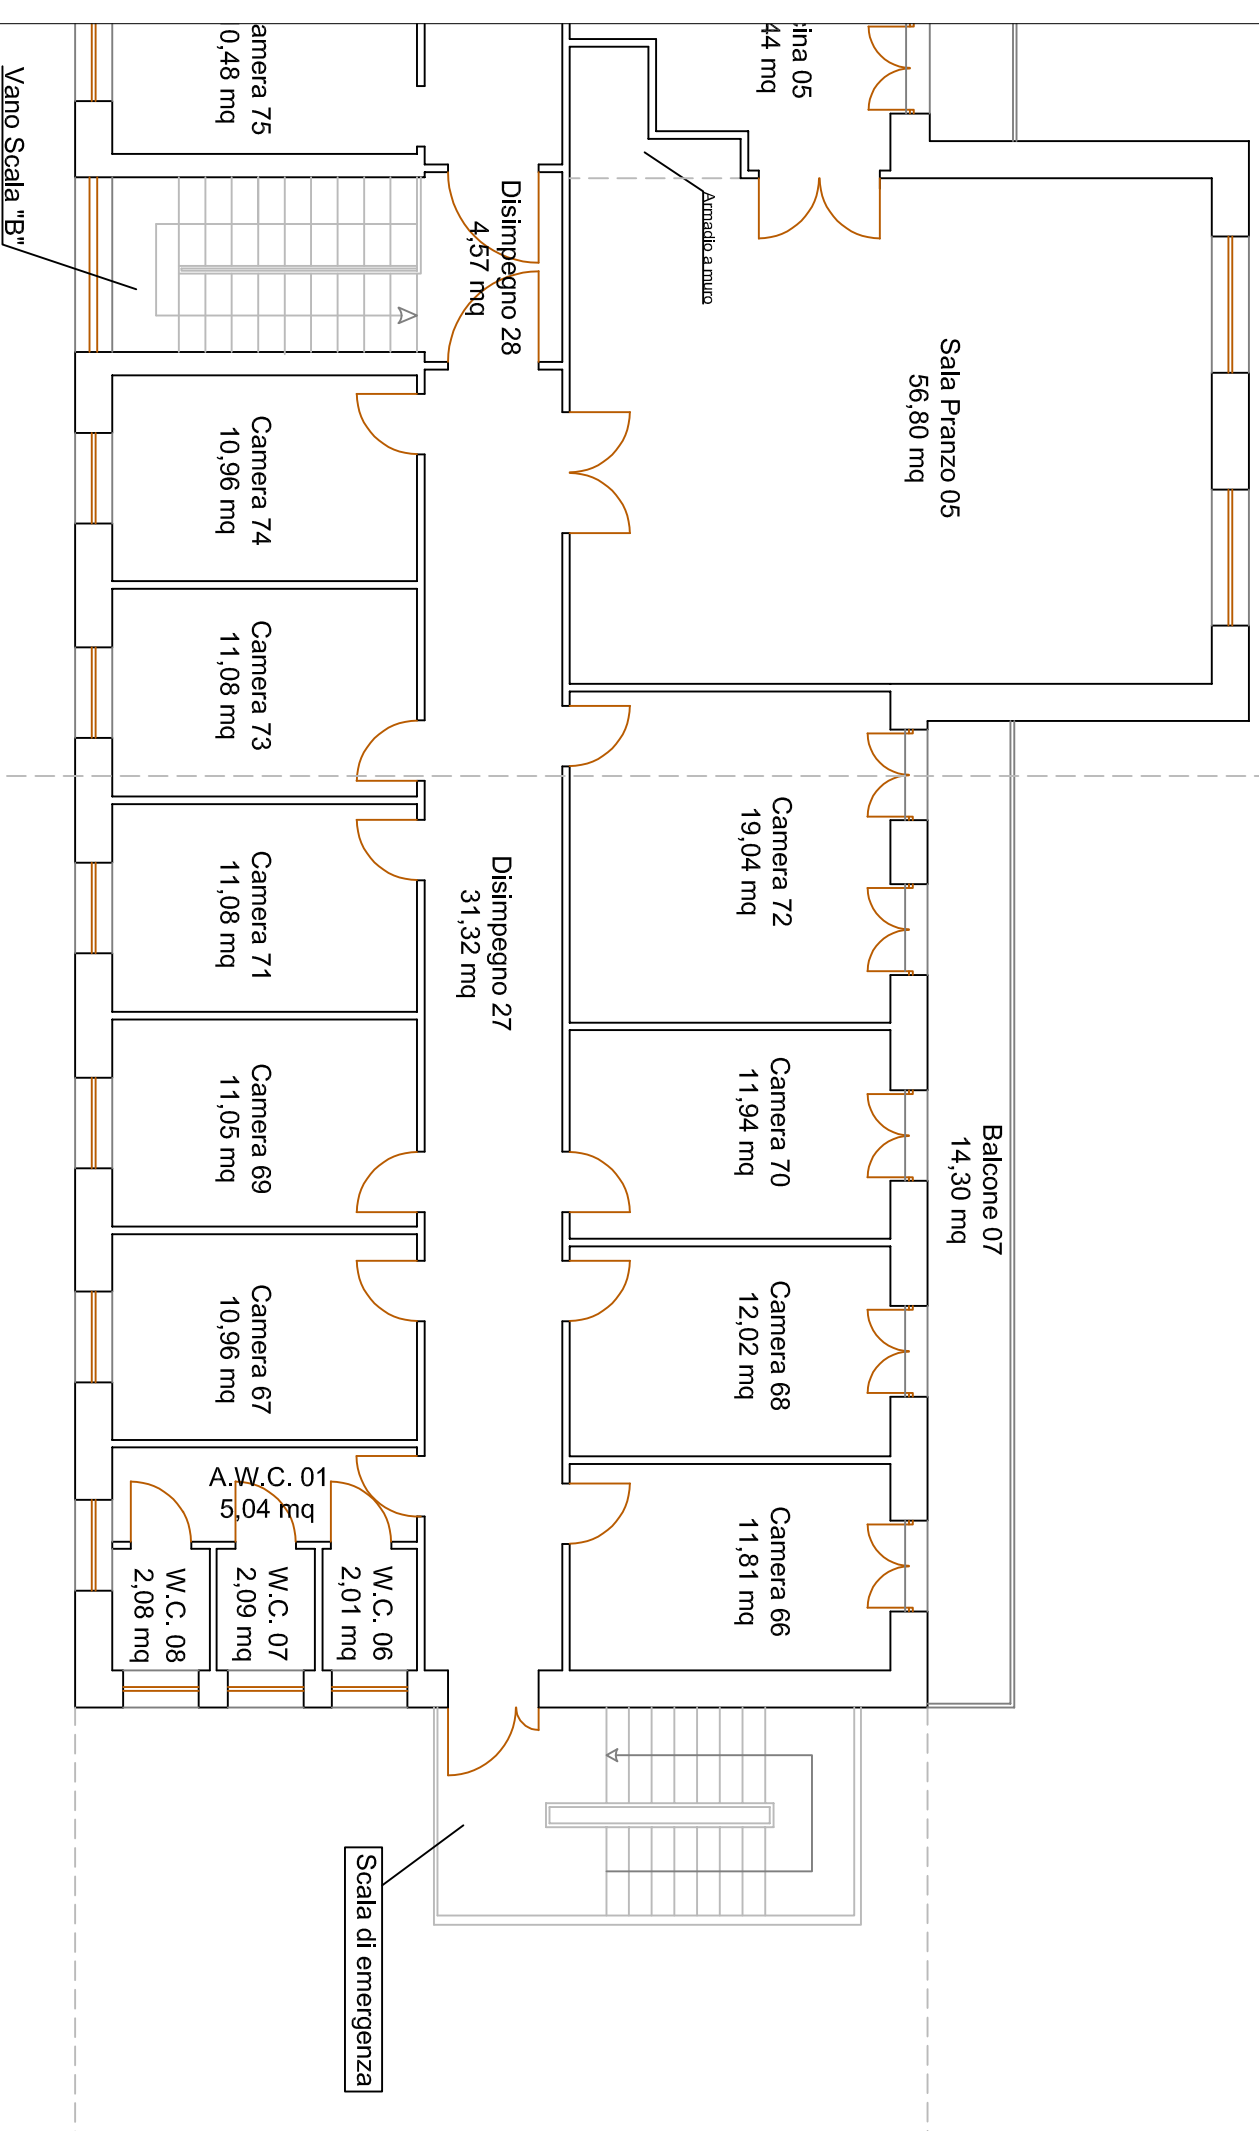 amera 75
0,48 mq
Vano Scala "B"
Disimpegno 28
4,57 mq
ina 05
44 mq
Armadio a muro
Sala Pranzo 05
56,80 mq
Camera 74
10,96 mq
Camera 73
11,08 mq
Camera 72
19,04 mq
Camera 71
11,08 mq
Disimpegno 27
31,32 mq
Camera 70
11,94 mq
Balcone 07
14,30 mq
Camera 69
11,05 mq
Camera 68
12,02 mq
Camera 67
10,96 mq
A.W.C. 01
5,04 mq
Camera 66
11,81 mq
W.C. 06
2,01 mq
W.C. 07
2,09 mq
W.C. 08
2,08 mq
Scala di emergenza